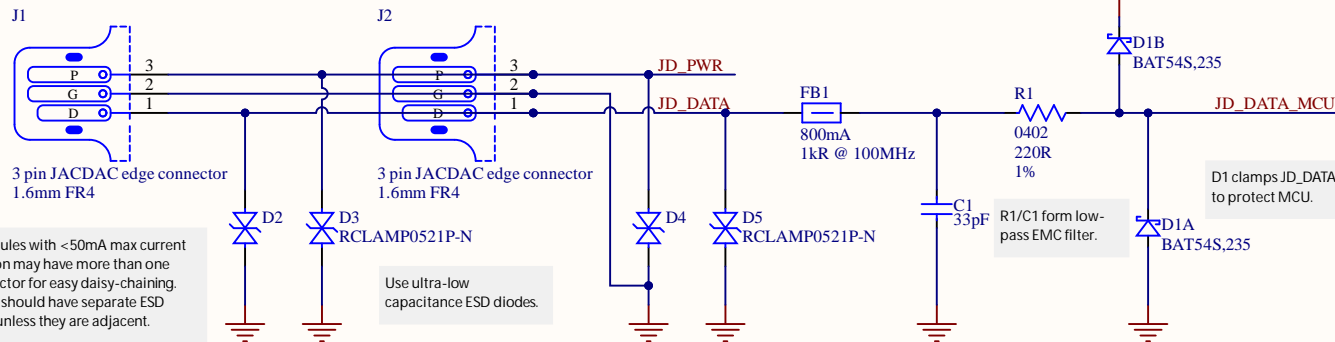 J1
J2
P 3
G 2
D 1
P 3
G 2
D 1
3 pin JACDAC edge connector
1.6mm FR4
3 pin JACDAC edge connector
1.6mm FR4
JD_PWR
JD_DATA
FB1
800mA
1kR @ 100MHz
R1
0402
220R
1%
D1B
BAT54S,235
JD_DATA_MCU
D1 clamps JD_DATA
to protect MCU.
D2
D3
RCLAMP0521P-N
D4
D5
RCLAMP0521P-N
C1
33pF
R1/C1 form low-
pass EMC filter.
D1A
BAT54S,235
with <50mA max current
may have more than one
for easy daisy-chaining.
should have separate ESD
unless they are adjacent.
Use ultra-low
capacitance ESD diodes.